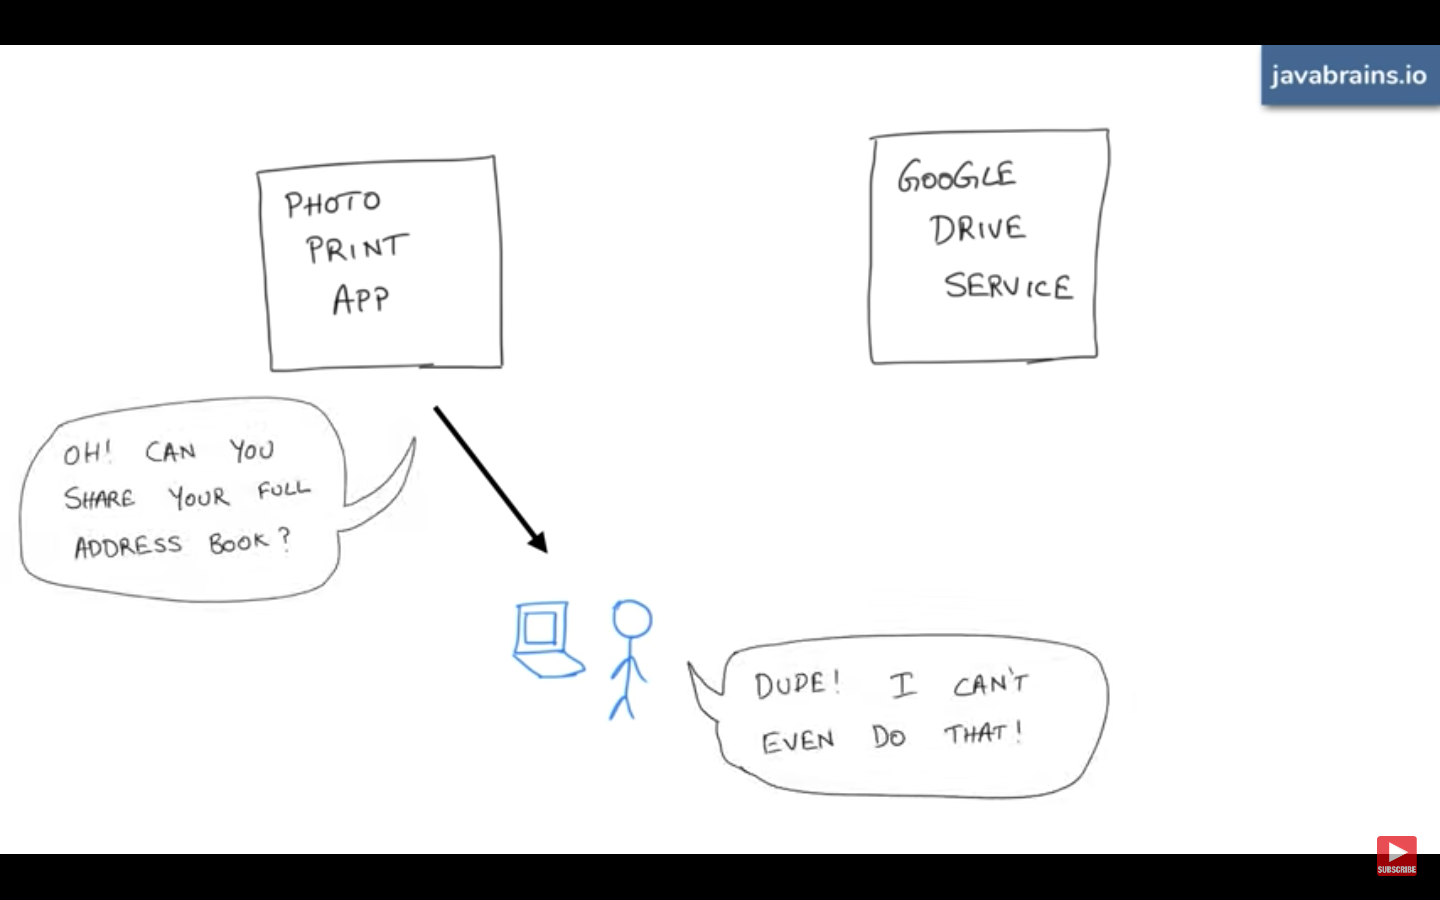 javabrains.io
PHOTO
PRINT
APP
GOOGLE
DRIVE
SERVICE
OH! CAN YOU
SHARE YOUR FULL
ADDRESS BOOK?
DUDE! I CAN'T
EVEN DO THAT!
SUBSCRIBE